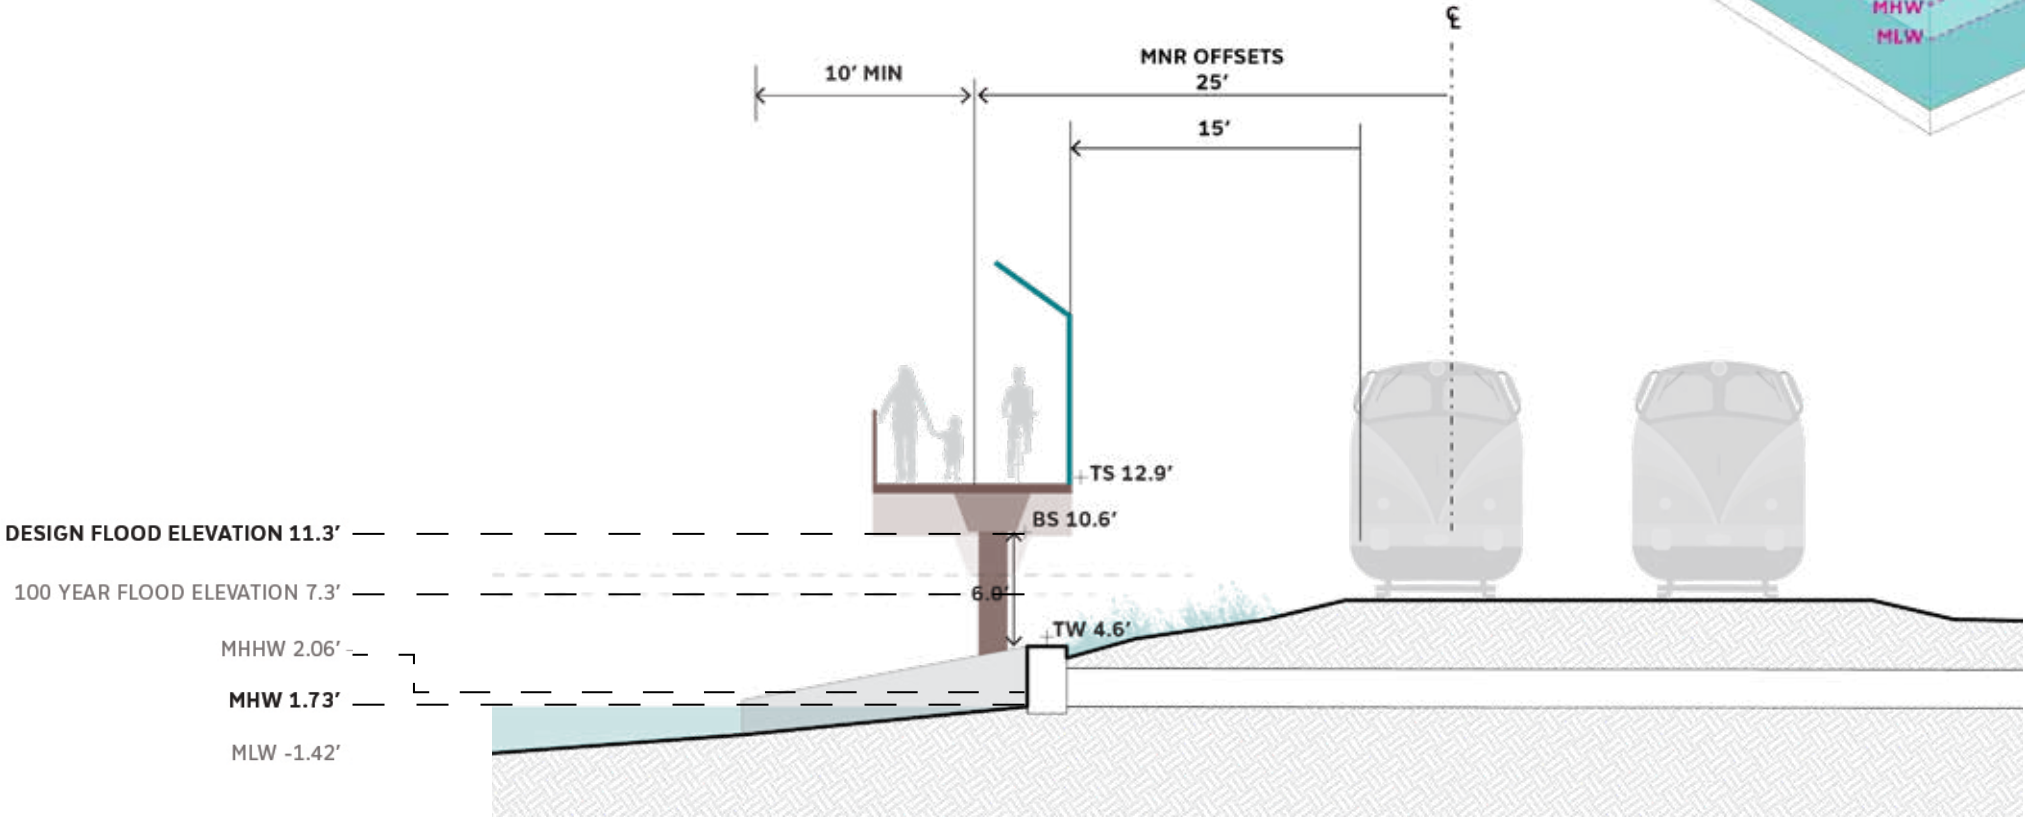 ℄
MHW
MLW
MNR OFFSETS
10' MIN
25'
15'
TS 12.9'
BS 10.6'
DESIGN FLOOD ELEVATION 11.3'
100 YEAR FLOOD ELEVATION 7.3'
6.0'
TW 4.6'
MHHW 2.06'
MHW 1.73'
MLW -1.42'